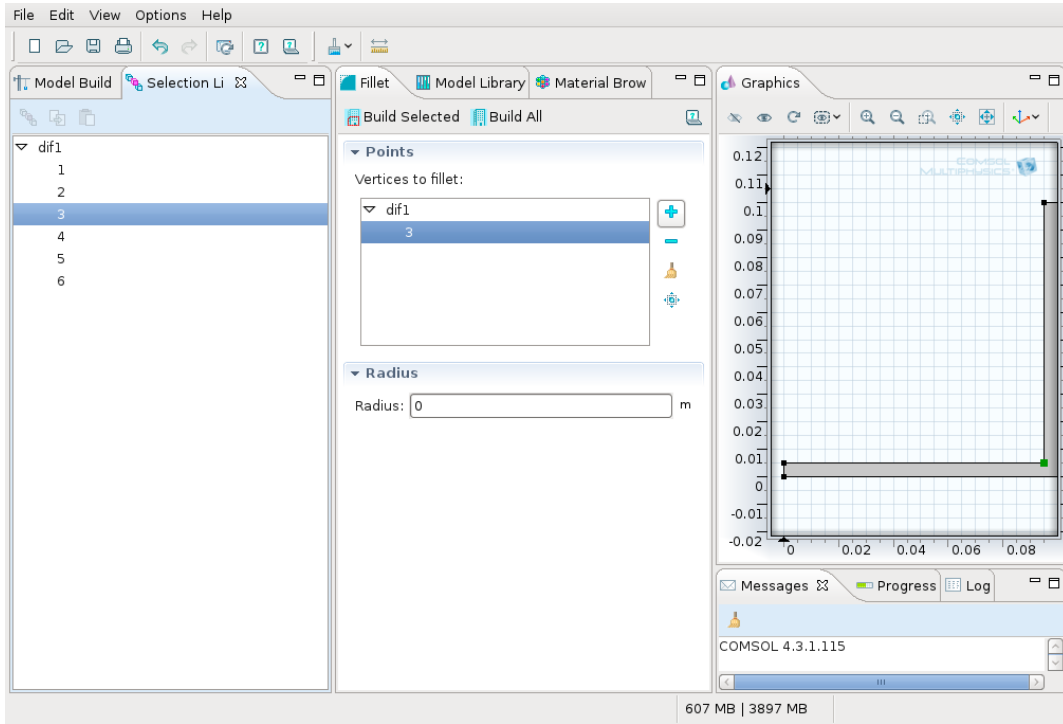 File Edit View Options Help
Model Build
Selection Li
Fillet
Model Library
Material Brow
Graphics
Build Selected
Build All
dif1
1
2
3
4
5
6
Points
Vertices to fillet:
dif1
3
Radius
Radius: 0 m
COMSOL
MULTIPHYSICS
0.12
0.11
0.1
0.09
0.08
0.07
0.06
0.05
0.04
0.03
0.02
0.01
0
-0.01
-0.02
0 0.02 0.04 0.06 0.08
Messages
Progress
Log
COMSOL 4.3.1.115
607 MB | 3897 MB